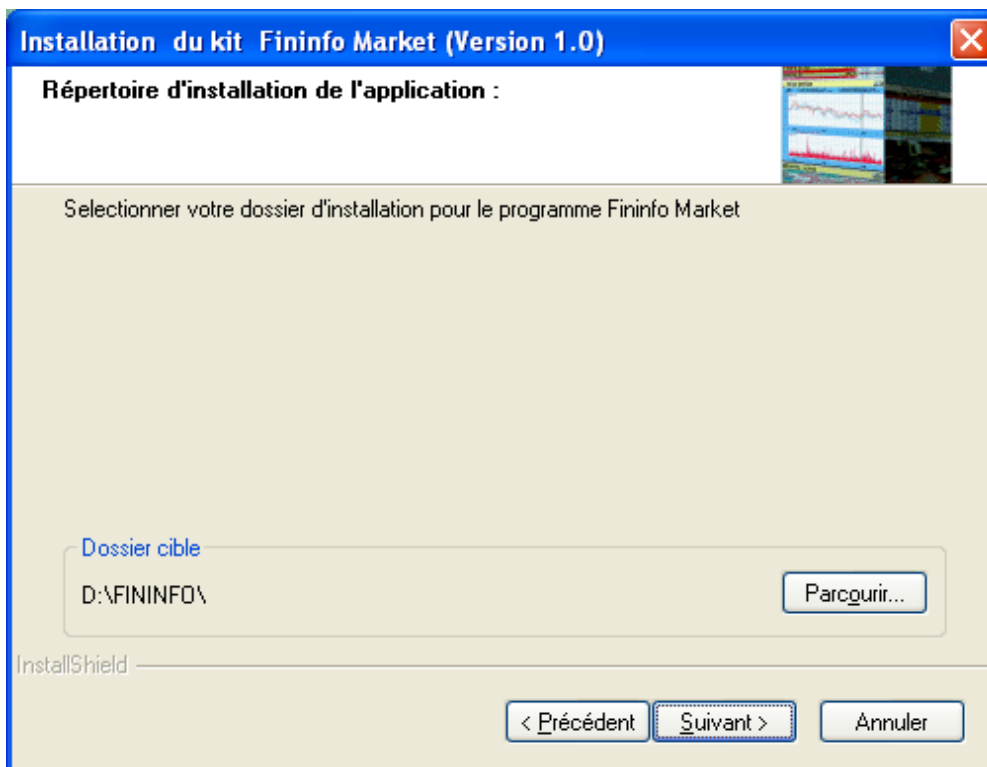 Installation du kit Fininfo Market (Version 1.0)
Répertoire d'installation de l'application :
Selectionner votre dossier d'installation pour le programme Fininfo Market
Dossier cible
D:\FININFO\
Parcourir...
InstallShield
< Précédent
Suivant >
Annuler